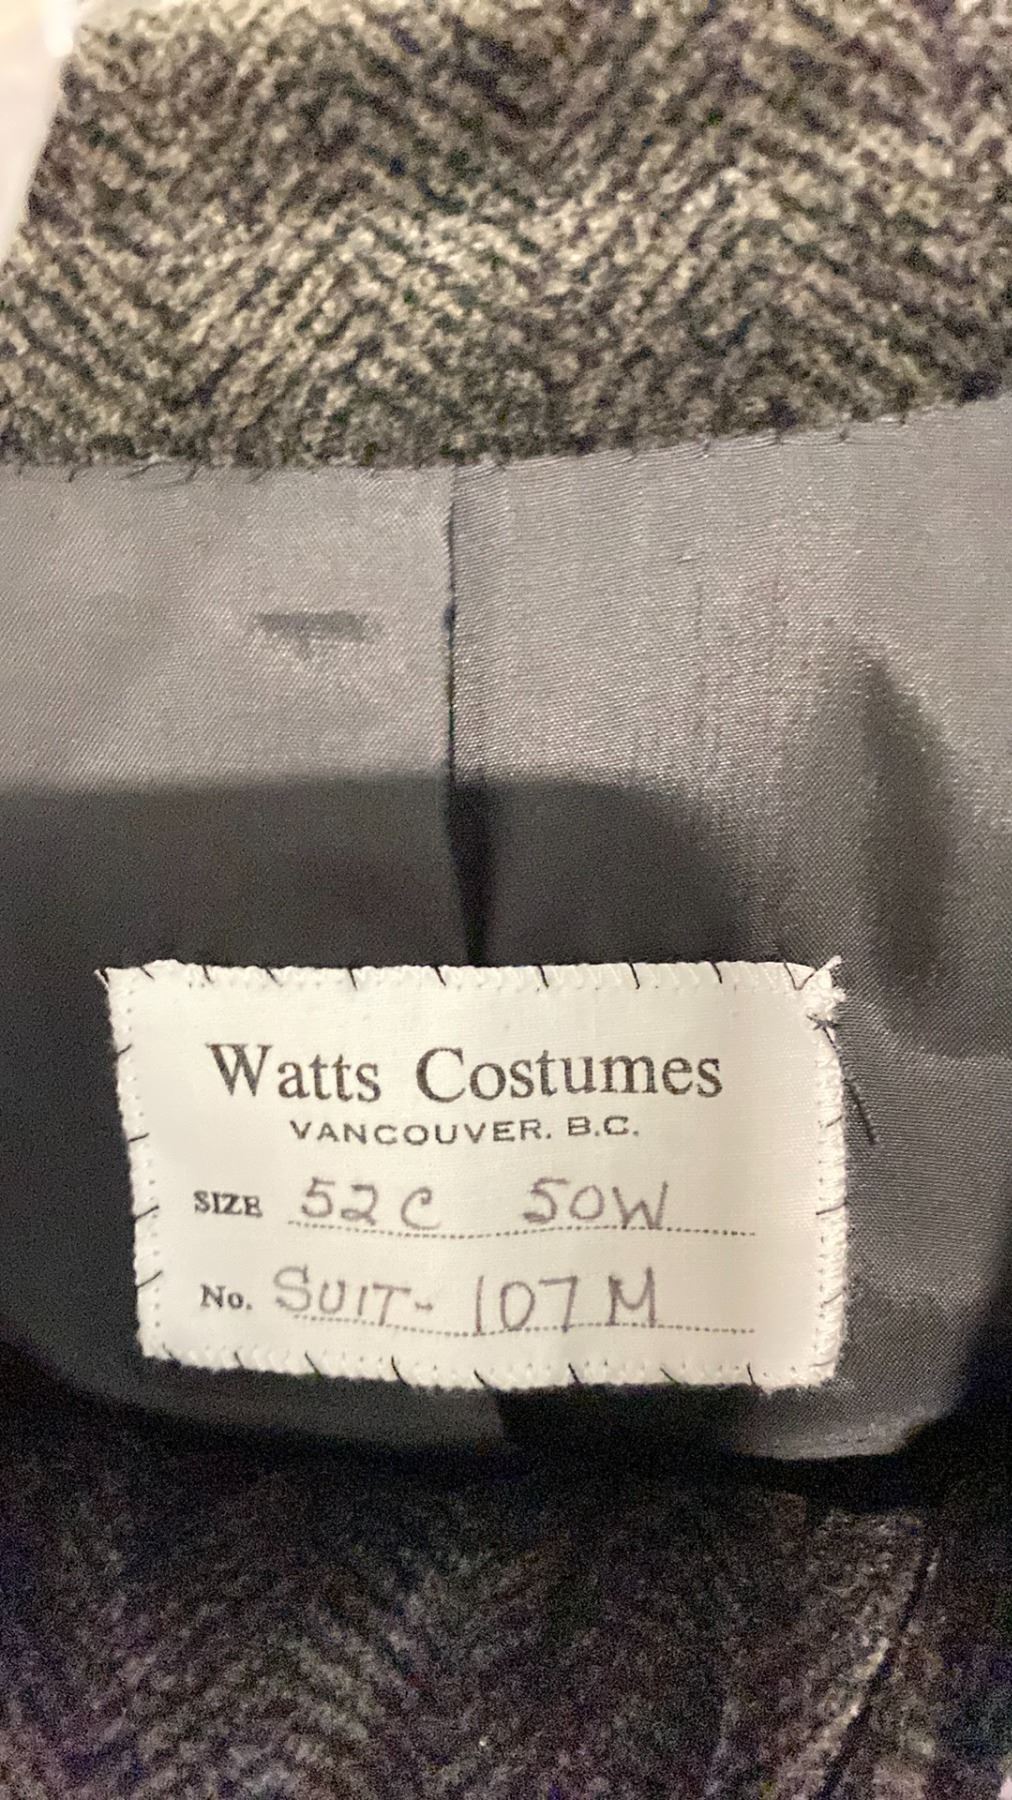 Watts Costumes
VANCOUVER. B.C.
SIZE 52C 50W
No. SUIT- 107M